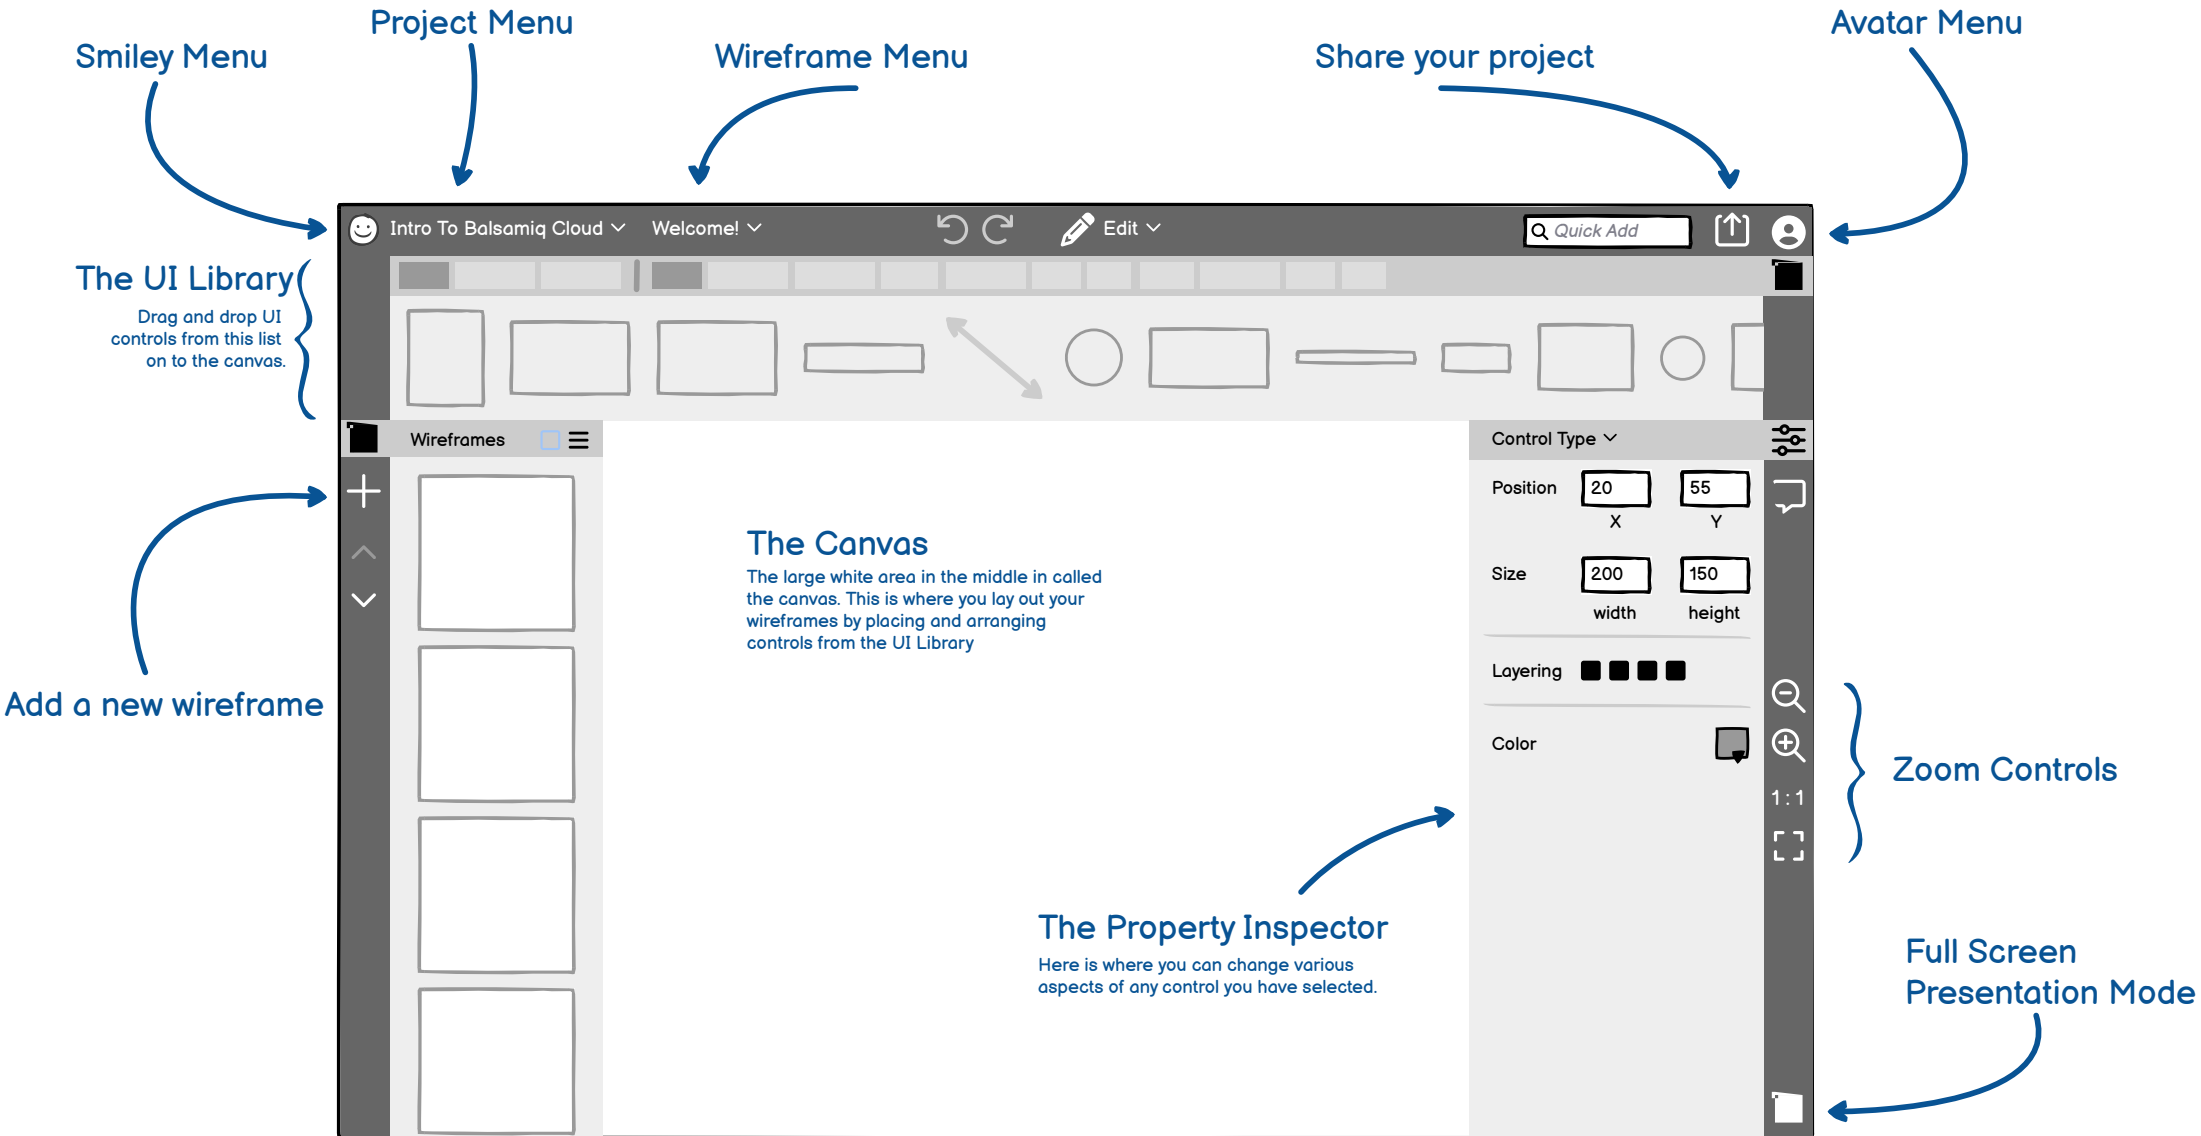 Project Menu
Avatar Menu
Smiley Menu
Wireframe Menu
Share your project
Intro To Balsamiq Cloud
Welcome!
Edit
Quick Add
The UI Library
Drag and drop UI
controls from this list
on to the canvas.
Wireframes
Control Type
Position
20
55
X
Y
Size
200
150
width
height
Layering
Color
The Canvas
The large white area in the middle in called
the canvas. This is where you lay out your
wireframes by placing and arranging
controls from the UI Library
Add a new wireframe
1:1
Zoom Controls
The Property Inspector
Here is where you can change various
aspects of any control you have selected.
Full Screen
Presentation Mode